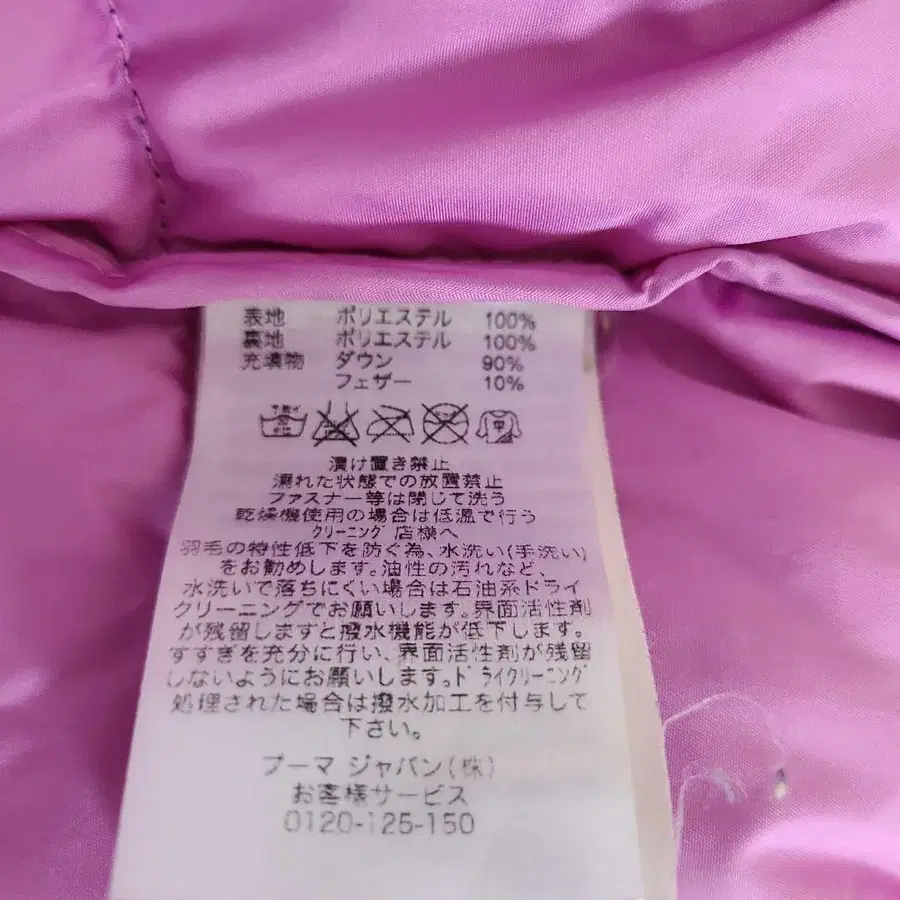 表地 ポリエステル 100%
裏地 ポリエステル 100%
充填物 ダウン 90%
フェザー 10%
漬け置き禁止
濡れた状態での放置禁止
ファスナー等は閉じて洗う
乾燥機使用の場合は低温で行う
クリーニング店様へ
羽毛の特性低下を防ぐ為、水洗い(手洗い)
をお勧めします。油性の汚れなど、
水洗いで落ちにくい場合は石油系ドライ
クリーニングでお願いします。界面活性剤
が残留しますと撥水機能が低下します。
すすぎを充分に行い、界面活性剤が残留
しないようにお願いします。ドライクリーニング
処理された場合は撥水加工を付与して
下さい。
プーマ ジャパン(株)
お客様サービス
0120-125-150